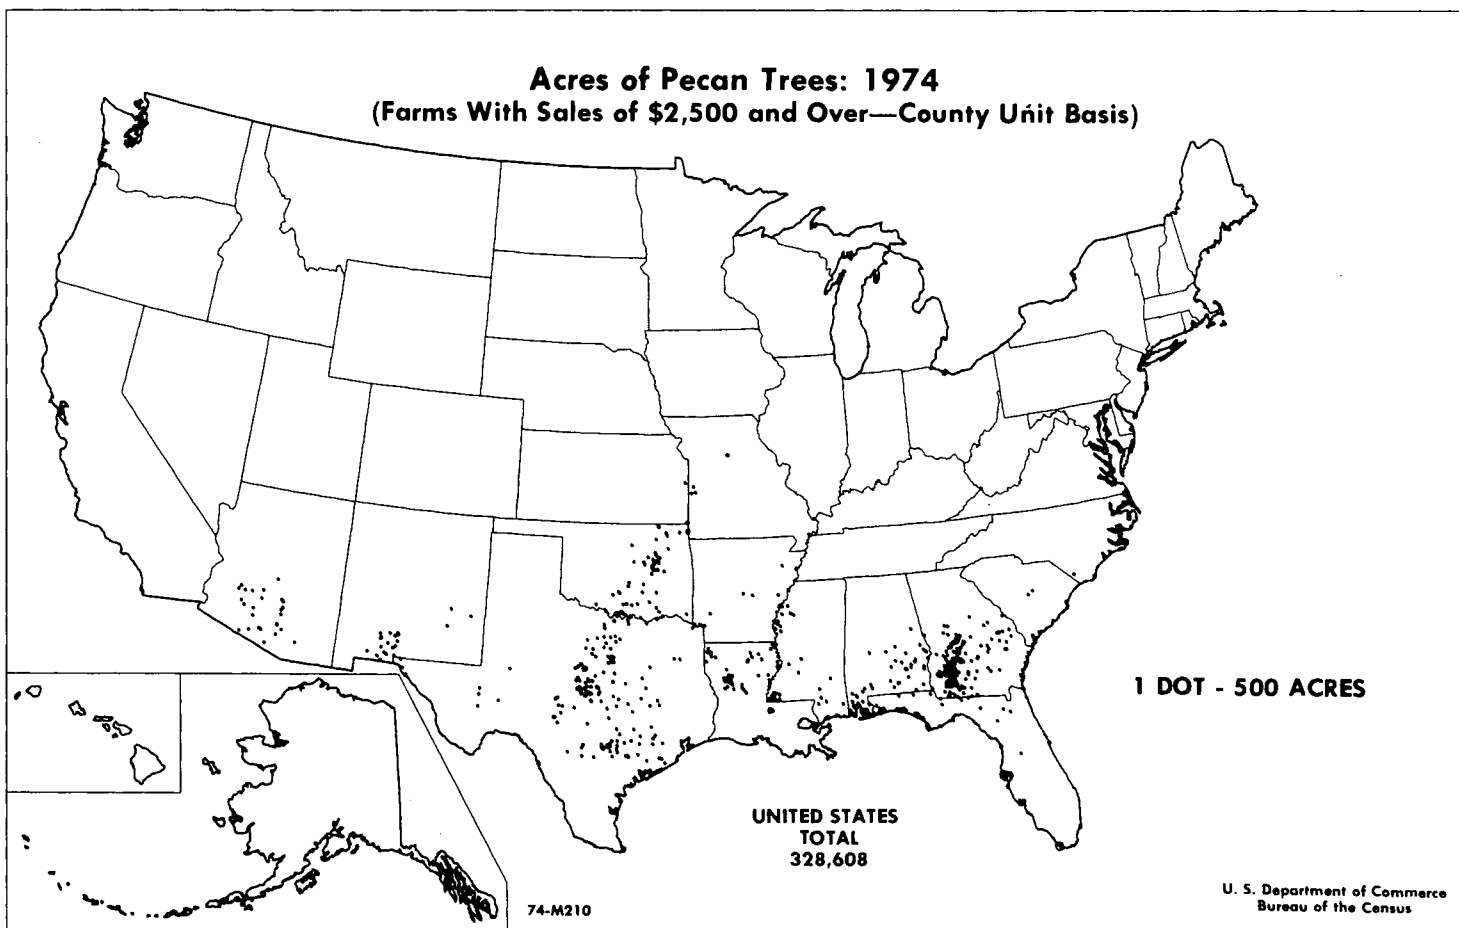 Acres of Pecan Trees: 1974
(Farms With Sales of $2,500 and Over—County Unit Basis)
1 DOT - 500 ACRES
UNITED STATES
TOTAL
328,608
74-M210
U. S. Department of Commerce
Bureau of the Census